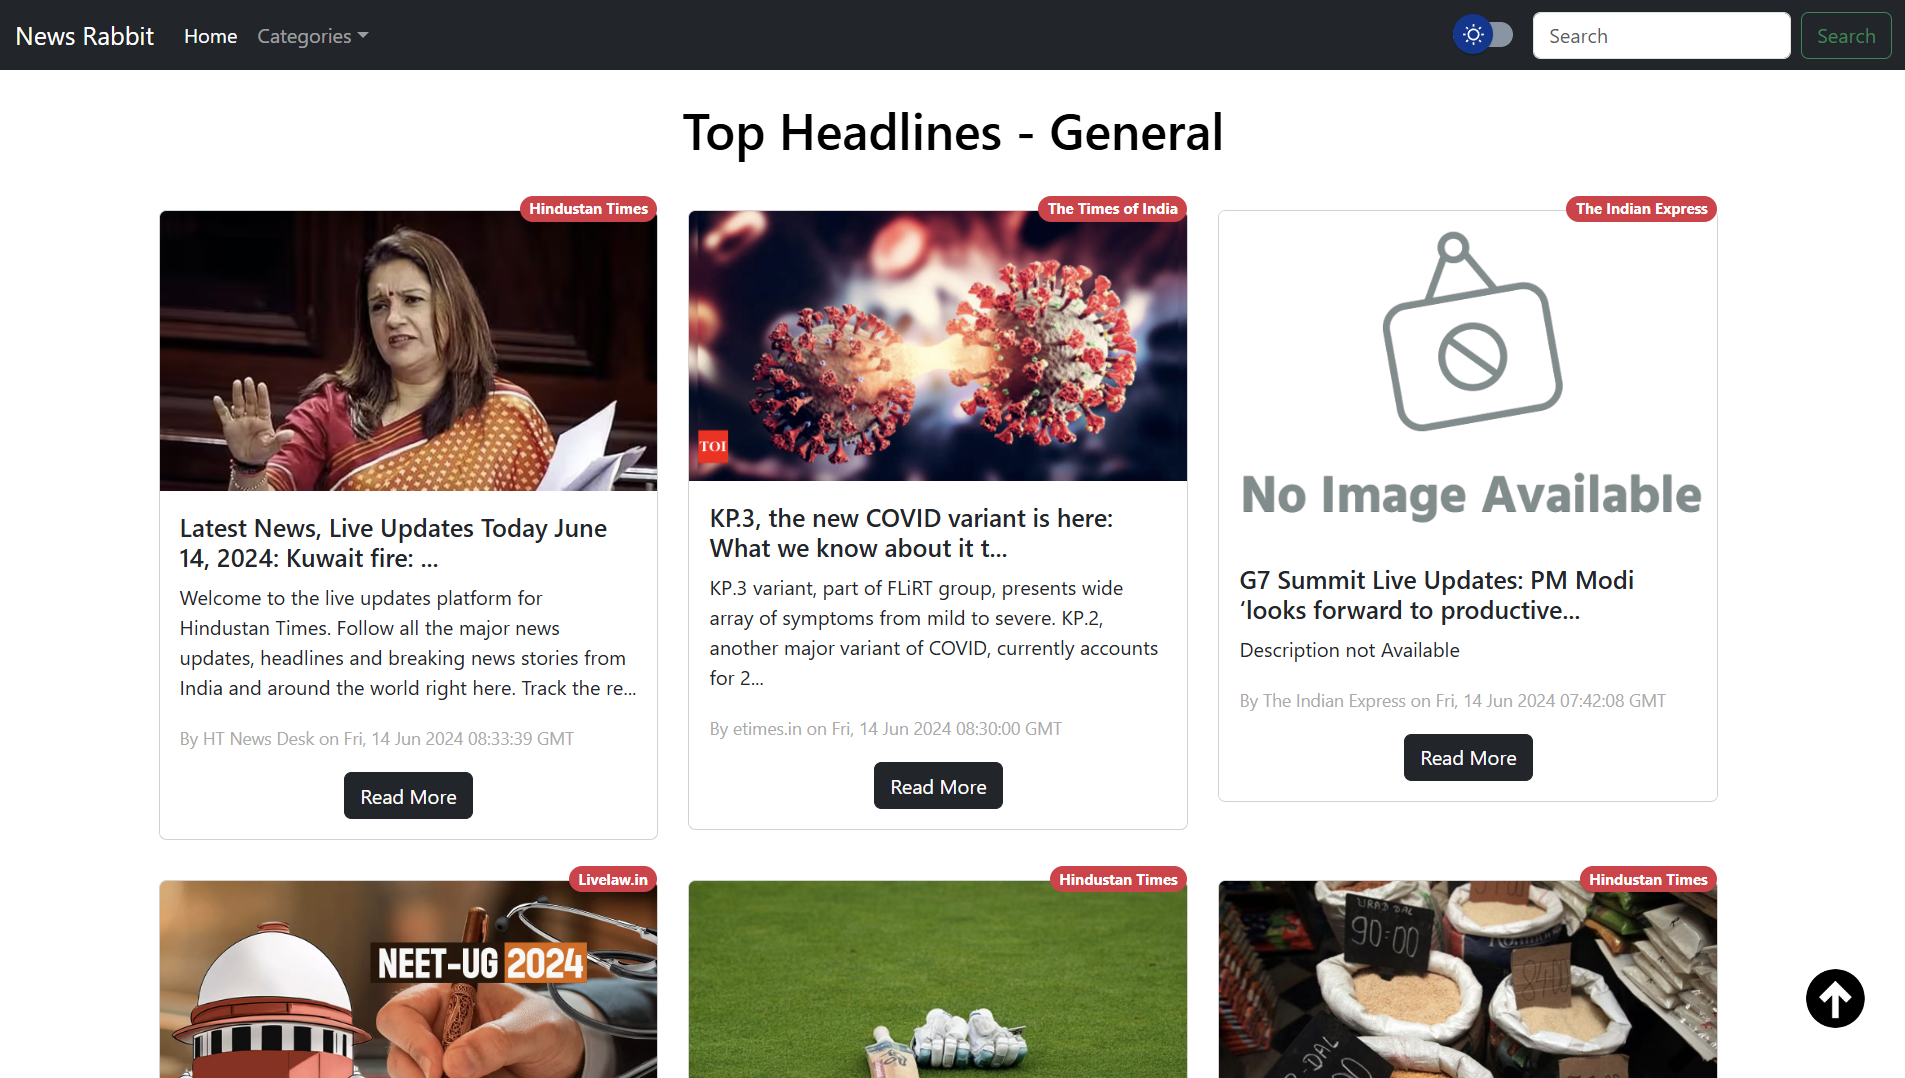 News Rabbit
Home
Categories
Search
Search
Top Headlines - General
Hindustan Times
TOI
Latest News, Live Updates Today June
14, 2024: Kuwait fire: ...
Welcome to the live updates platform for
Hindustan Times. Follow all the major news
updates, headlines and breaking news stories from
India and around the world right here. Track the re...
By HT News Desk on Fri, 14 Jun 2024 08:33:39 GMT
Read More
The Times of India
KP.3, the new COVID variant is here:
What we know about it t...
KP.3 variant, part of FLiRT group, presents wide
array of symptoms from mild to severe. KP.2,
another major variant of COVID, currently accounts
for 2...
By etimes.in on Fri, 14 Jun 2024 08:30:00 GMT
Read More
The Indian Express
No Image Available
G7 Summit Live Updates: PM Modi
‘looks forward to productive...
Description not Available
By The Indian Express on Fri, 14 Jun 2024 07:42:08 GMT
Read More
Livelaw.in
NEET-UG 2024
Hindustan Times
Hindustan Times
URAD DAL
90:00